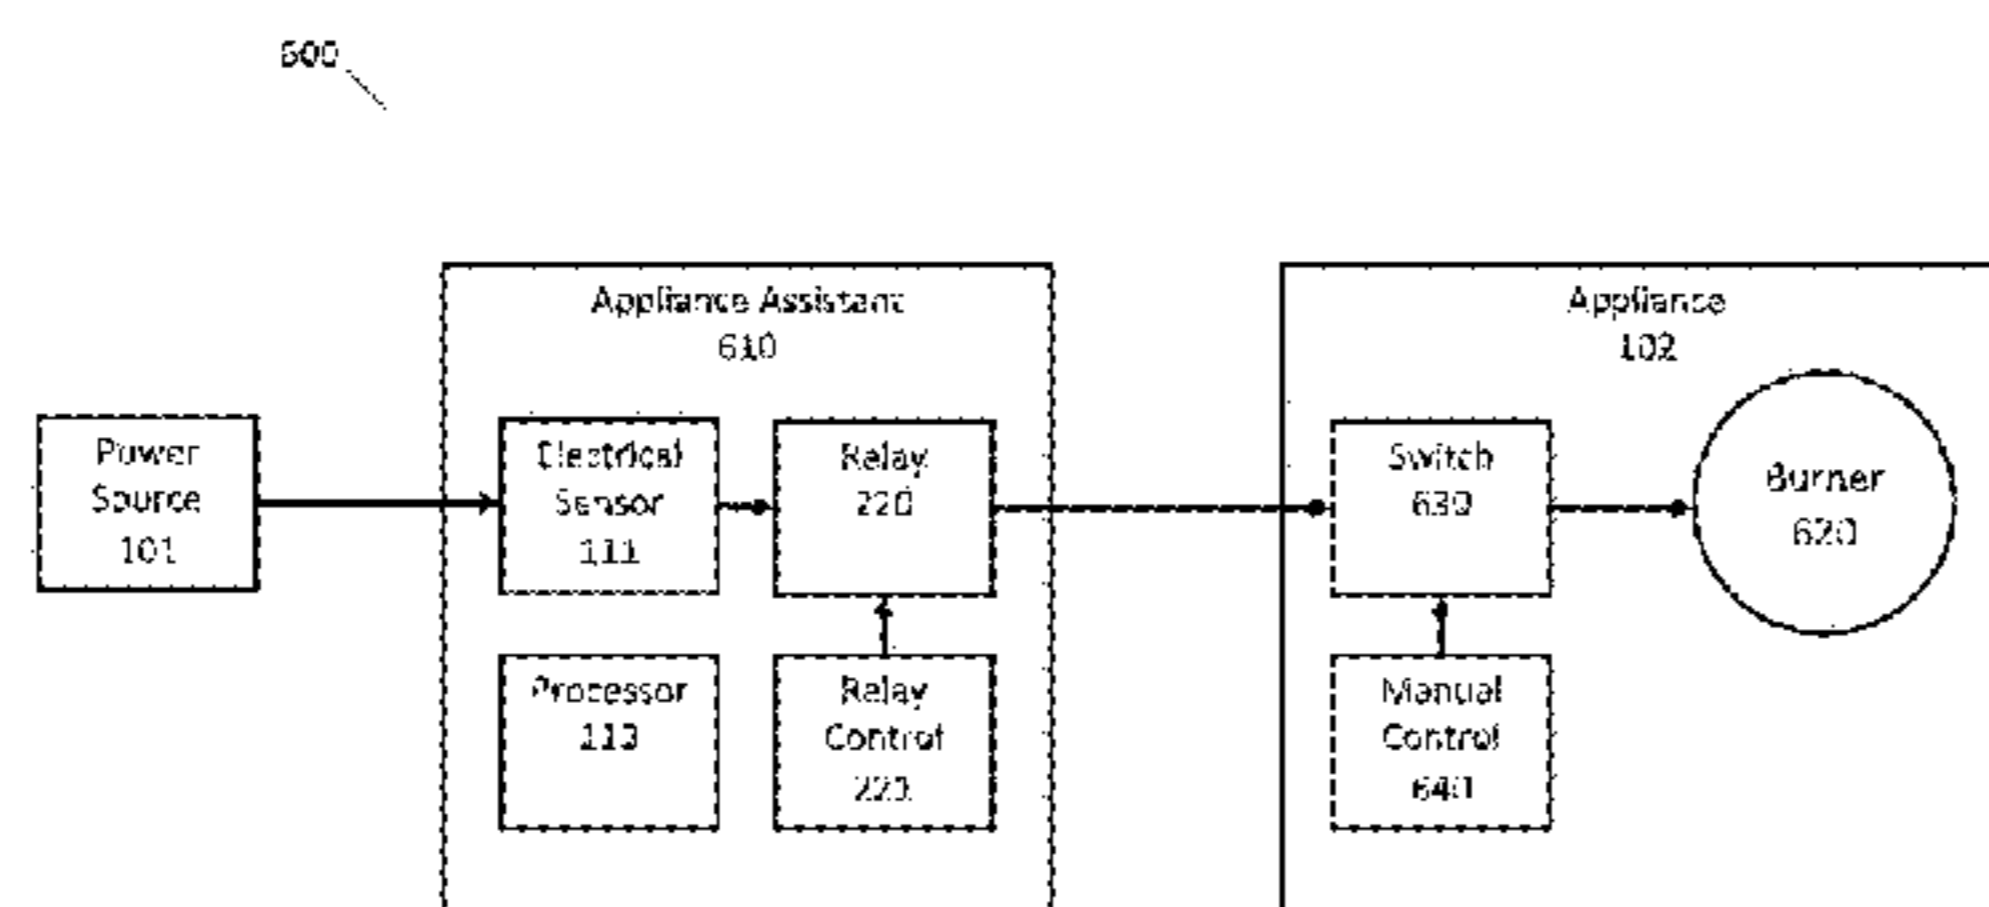 600
Appliance Assistant
610
Appliance
102
Power
Source
101
Electrical
Sensor
111
Relay
220
Switch
630
Burner
620
Processor
113
Relay
Control
221
Manual
Control
640